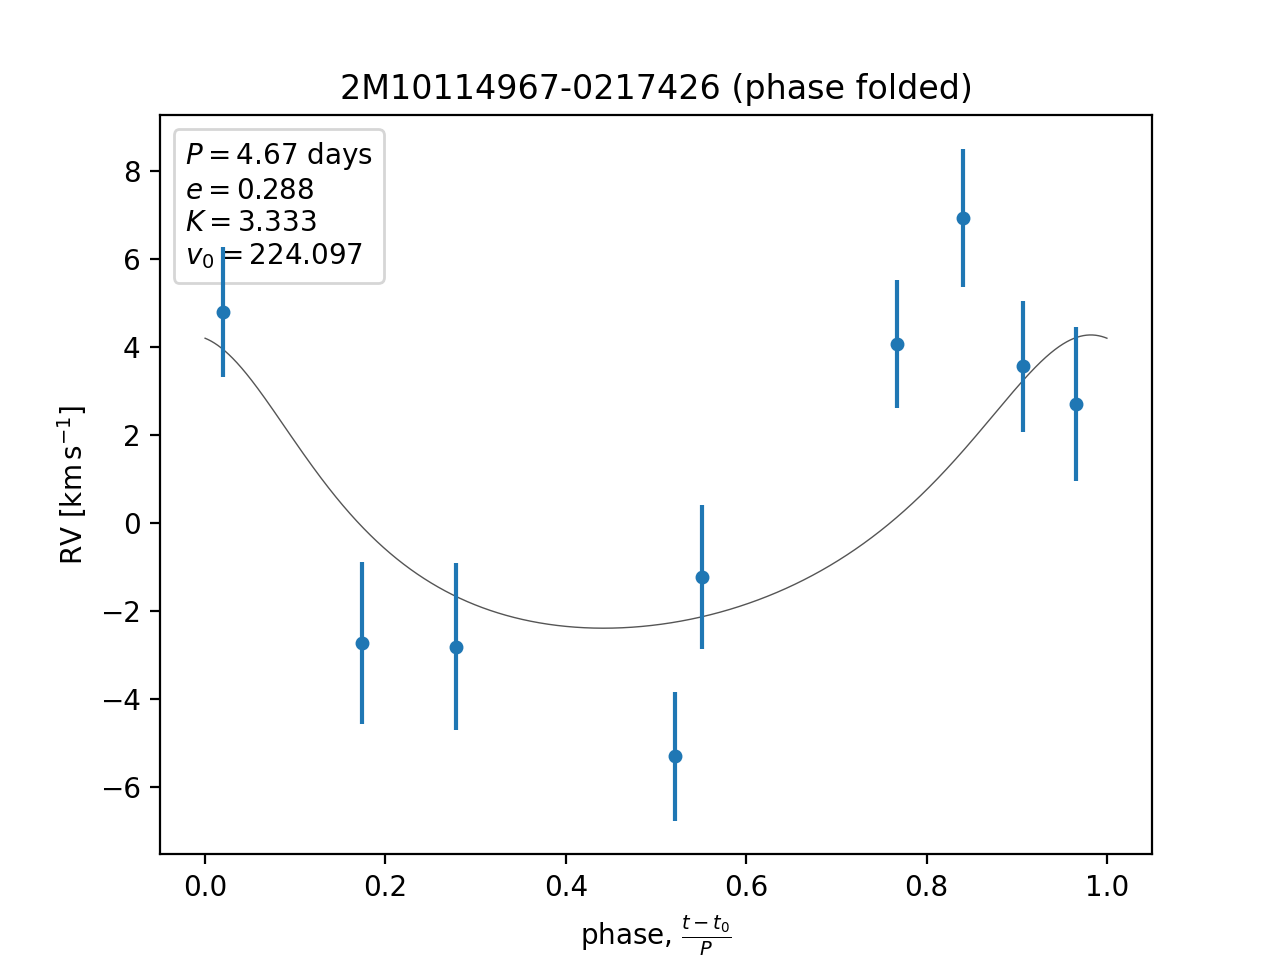 2M10114967-0217426 (phase folded)
P = 4.67 days
e = 0.288
K = 3.333
v₀ = 224.097
8
6
4
2
0
−2
−4
−6
RV [km s⁻¹]
0.0 0.2 0.4 0.6 0.8 1.0
phase, (t − t₀)/P